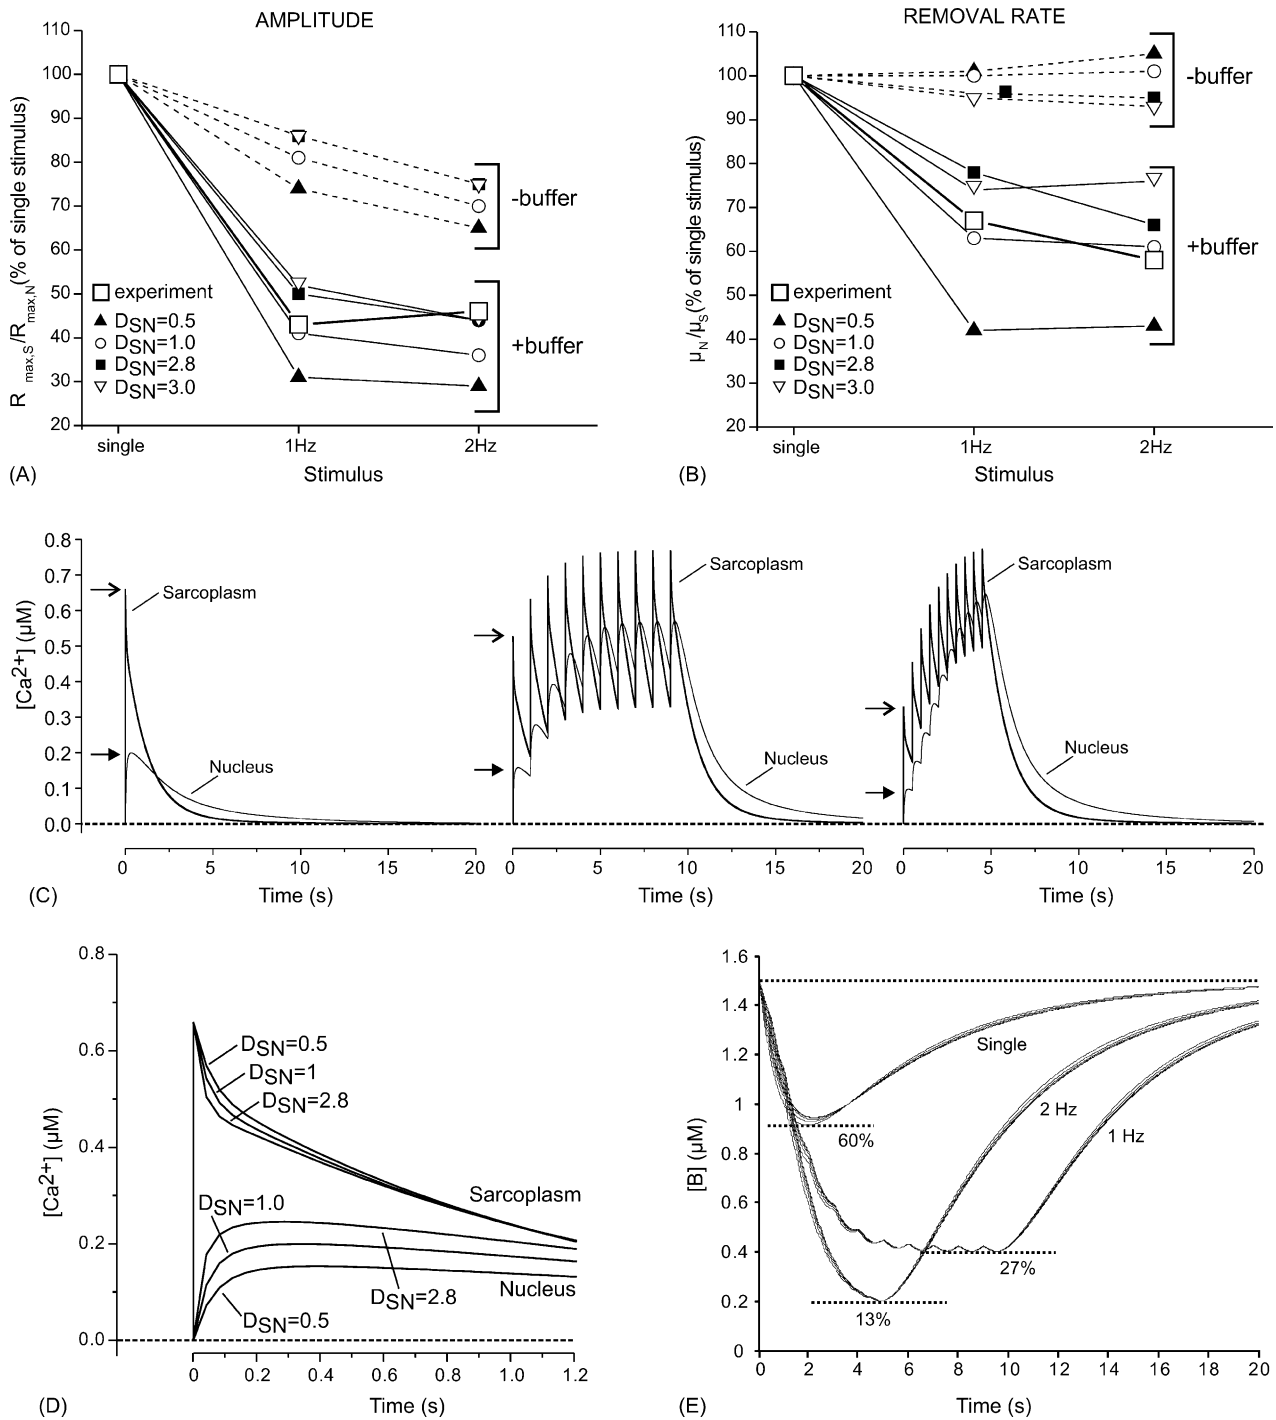 AMPLITUDE
110
100
90
80
70
60
50
40
30
20
R max,S/R max,N (% of single stimulus)
-buffer
+buffer
experiment
DSN=0.5
DSN=1.0
DSN=2.8
DSN=3.0
single
1Hz
2Hz
Stimulus
(A)
REMOVAL RATE
110
100
90
80
70
60
50
40
30
20
μN/μS(% of single stimulus)
-buffer
+buffer
experiment
DSN=0.5
DSN=1.0
DSN=2.8
DSN=3.0
single
1Hz
2Hz
Stimulus
(B)
0.8
0.7
0.6
0.5
0.4
0.3
0.2
0.1
0.0
[Ca2+] (μM)
Sarcoplasm
Nucleus
0 5 10 15 20
Time (s)
Sarcoplasm
Nucleus
0 5 10 15 20
Time (s)
Sarcoplasm
Nucleus
0 5 10 15 20
Time (s)
(C)
0.8
0.6
0.4
0.2
0.0
[Ca2+] (μM)
DSN=0.5
DSN=1
DSN=2.8
Sarcoplasm
DSN=1.0
DSN=2.8
Nucleus
DSN=0.5
0 0.2 0.4 0.6 0.8 1.0 1.2
Time (s)
(D)
1.6
1.4
1.2
1
0.8
0.6
0.4
0.2
0
[B] (μM)
Single
2 Hz
1 Hz
60%
27%
13%
0 2 4 6 8 10 12 14 16 18 20
Time (s)
(E)